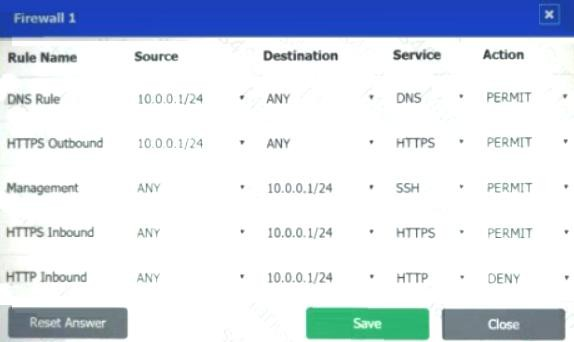 Firewall 1
Rule Name Source Destination Service Action
DNS Rule 10.0.0.1/24 ANY DNS PERMIT
HTTPS Outbound 10.0.0.1/24 ANY HTTPS PERMIT
Management ANY 10.0.0.1/24 SSH PERMIT
HTTPS Inbound ANY 10.0.0.1/24 HTTPS PERMIT
HTTP Inbound ANY 10.0.0.1/24 HTTP DENY
Reset Answer Save Close